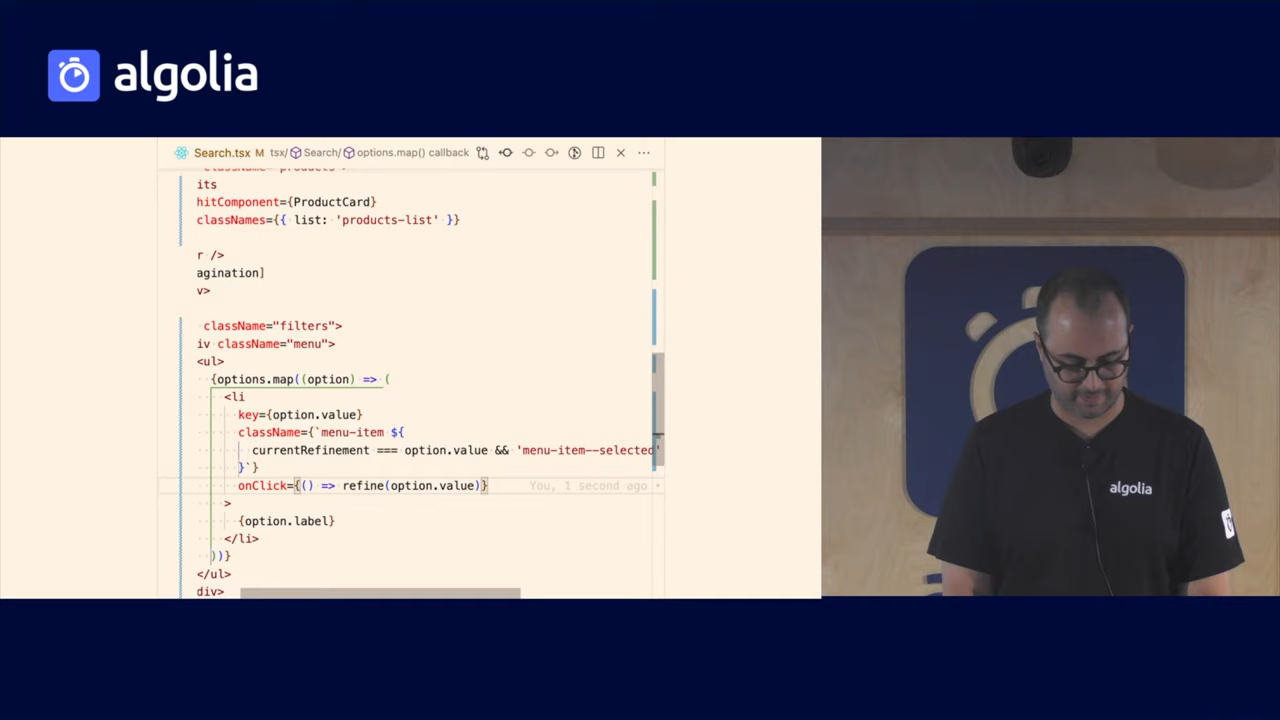 algolia
Search.tsx M tsx/ Search/ options.map() callback ...
className="products">
its
hitComponent={ProductCard}
classNames={{ list: 'products-list' }}
r />
agination]
v>
className="filters">
iv className="menu">
<ul>
{options.map((option) => (
<li
key={option.value}
className={`menu-item ${
currentRefinement === option.value && 'menu-item--selected'
}`}
onClick={() => refine(option.value)} You, 1 second ago •
>
{option.label}
</li>
))}
</ul>
div>
algolia